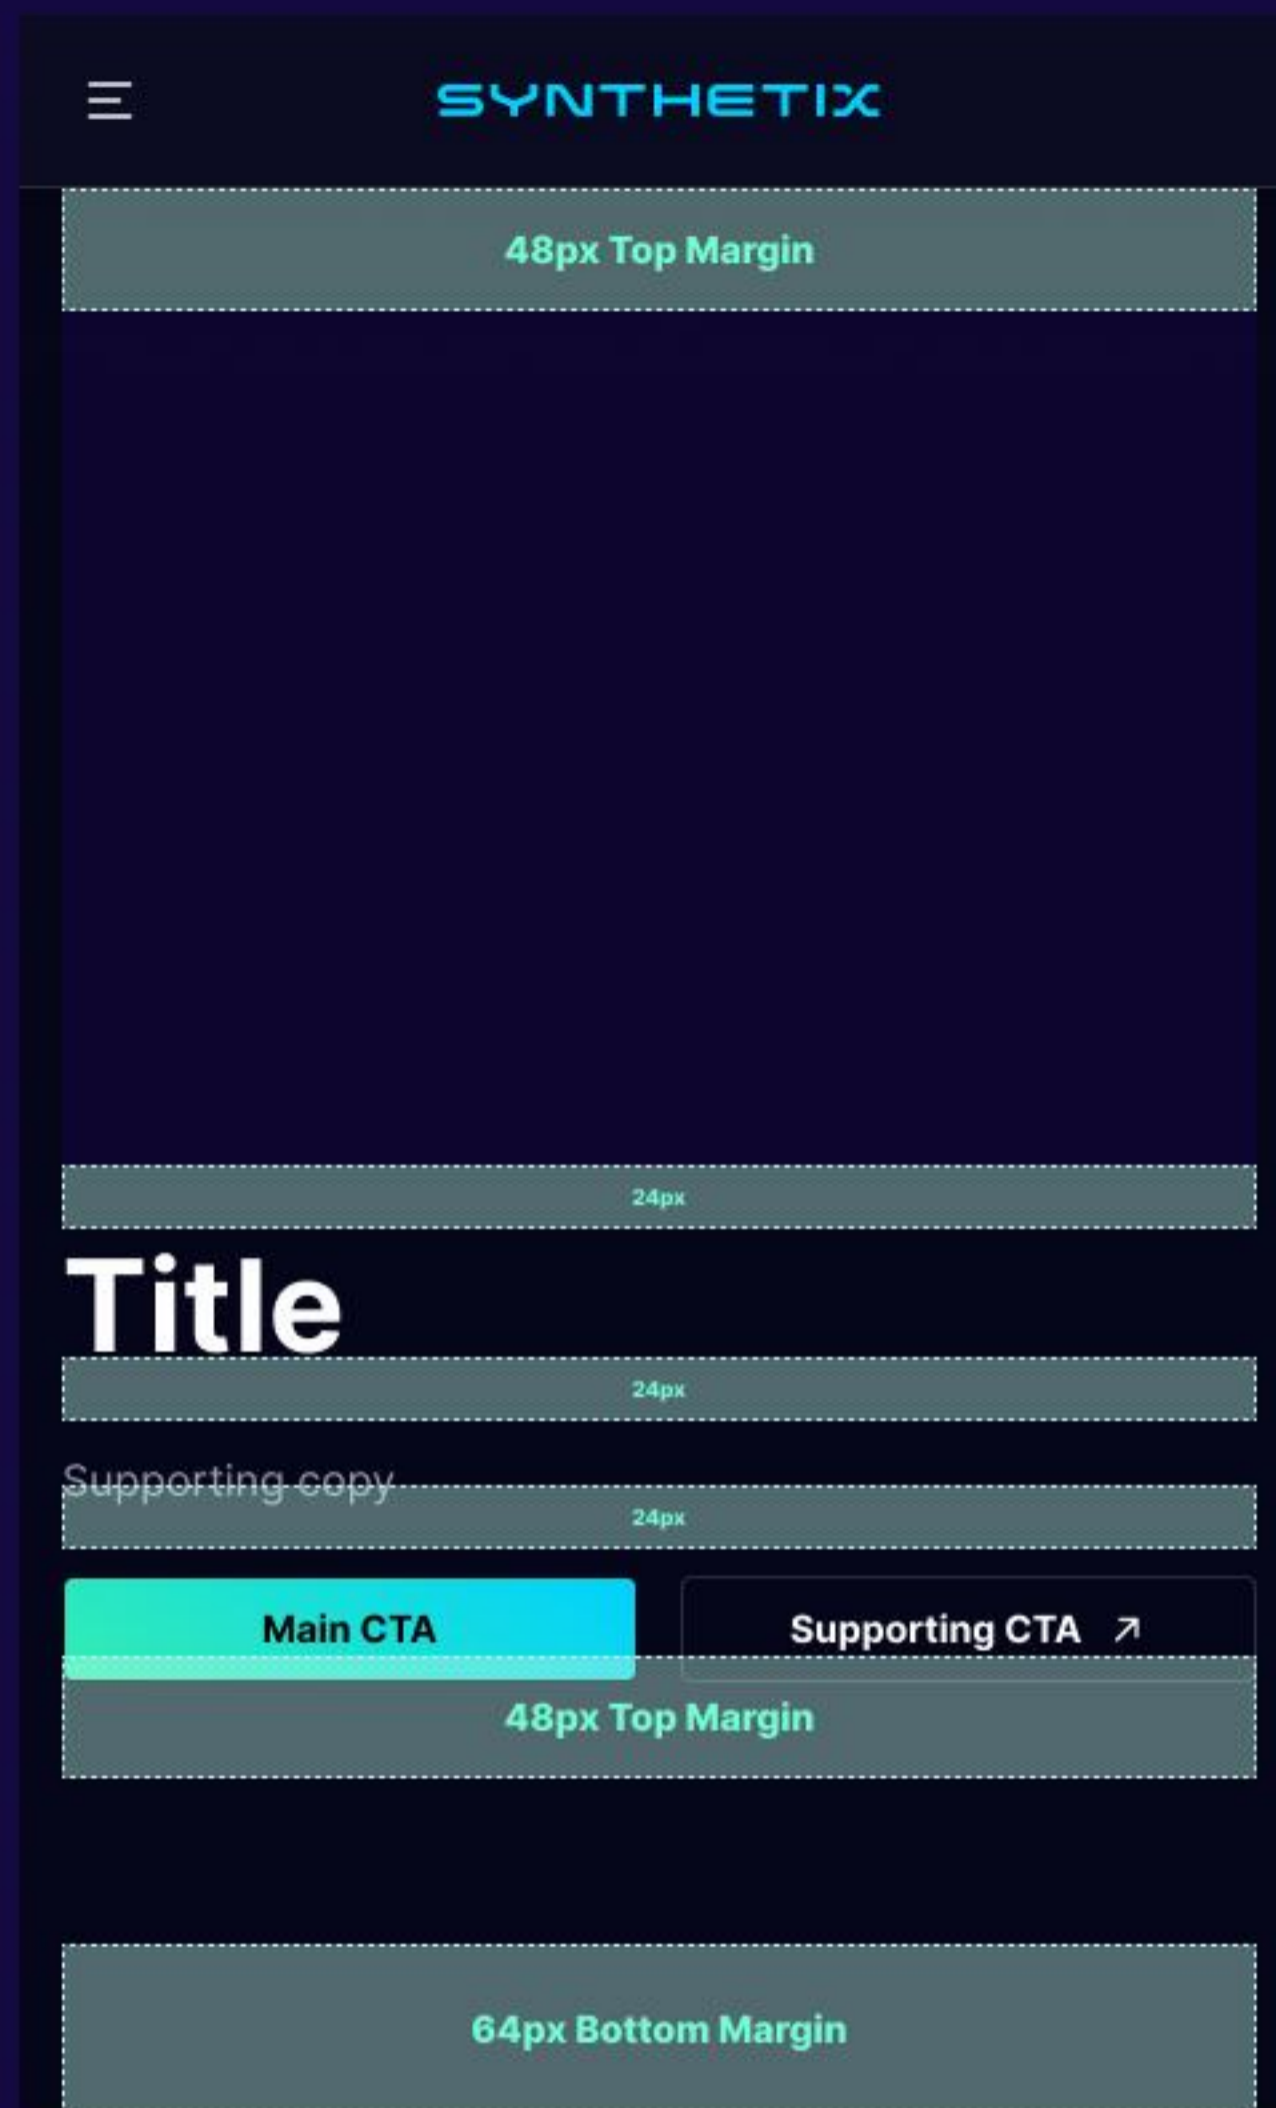 SYNTHETIX
48px Top Margin
24px
Title
24px
Supporting copy
24px
Main CTA
Supporting CTA
48px Top Margin
64px Bottom Margin